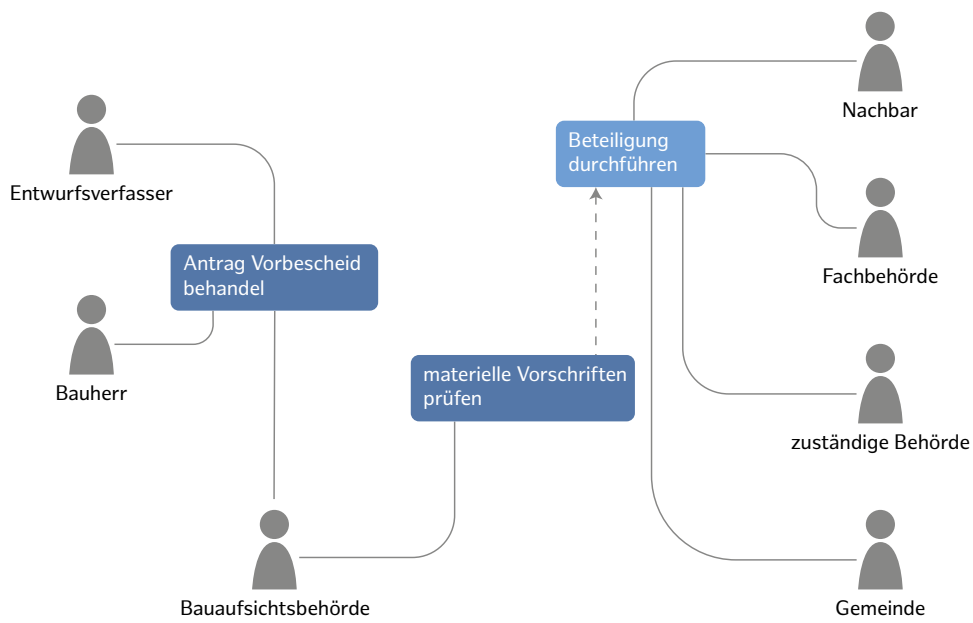 Nachbar
Beteiligung
durchführen
Entwurfsverfasser
Antrag Vorbescheid
behandel
Fachbehörde
Bauherr
materielle Vorschriften
prüfen
zuständige Behörde
Bauaufsichtsbehörde
Gemeinde